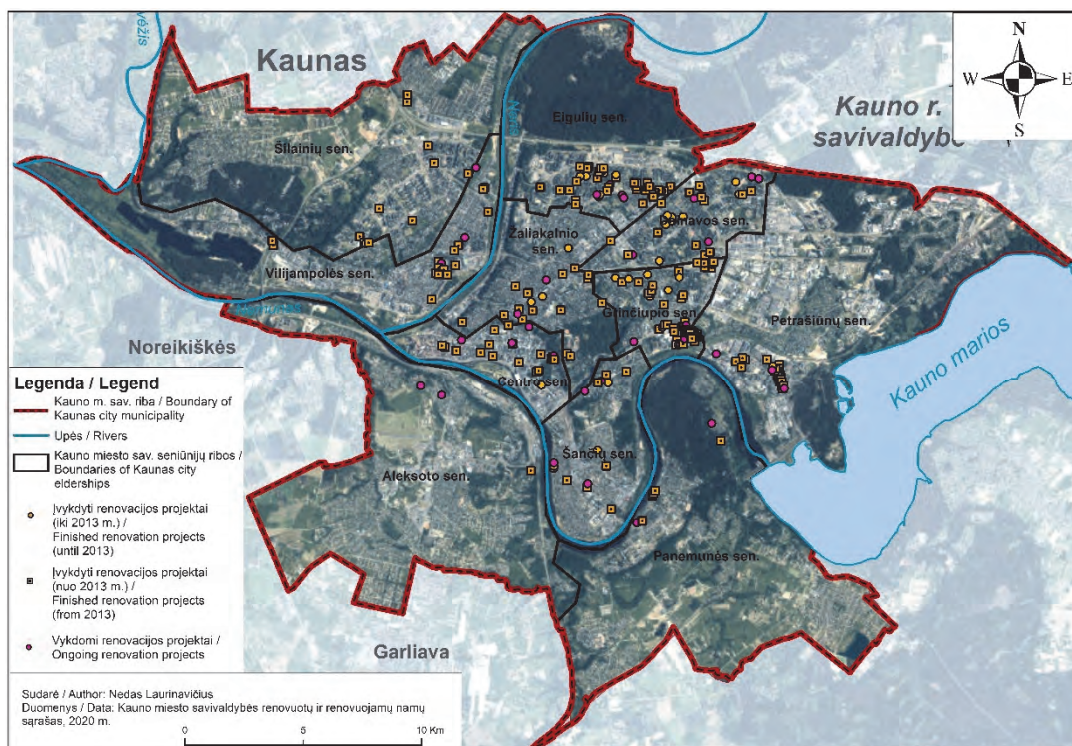 Kaunas
N
W
E
S
Kauno r.
savivaldybė
Eigulių sen.
Neris
Šilainių sen.
Dainavos sen.
Žaliakalnio
sen.
Vilijampolės sen.
Gričiupio sen.
Petrašiūnų sen.
Noreikiškės
Centro sen.
Kauno marios
Aleksoto sen.
Šančių sen.
Panemunės sen.
Garliava
Legenda / Legend
Kauno m. sav. riba / Boundary of
Kaunas city municipality
Upės / Rivers
Kauno miesto sav. seniūnijų ribos /
Boundaries of Kaunas city
elderships
Įvykdyti renovacijos projektai
(iki 2013 m.) /
Finished renovation projects
(until 2013)
Įvykdyti renovacijos projektai
(nuo 2013 m.) /
Finished renovation projects
(from 2013)
Vykdomi renovacijos projektai /
Ongoing renovation projects
Sudarė / Author: Nedas Laurinavičius
Duomenys / Data: Kauno miesto savivaldybės renovuotų ir renovuojamų namų
sąrašas, 2020 m.
0 5 10 Km